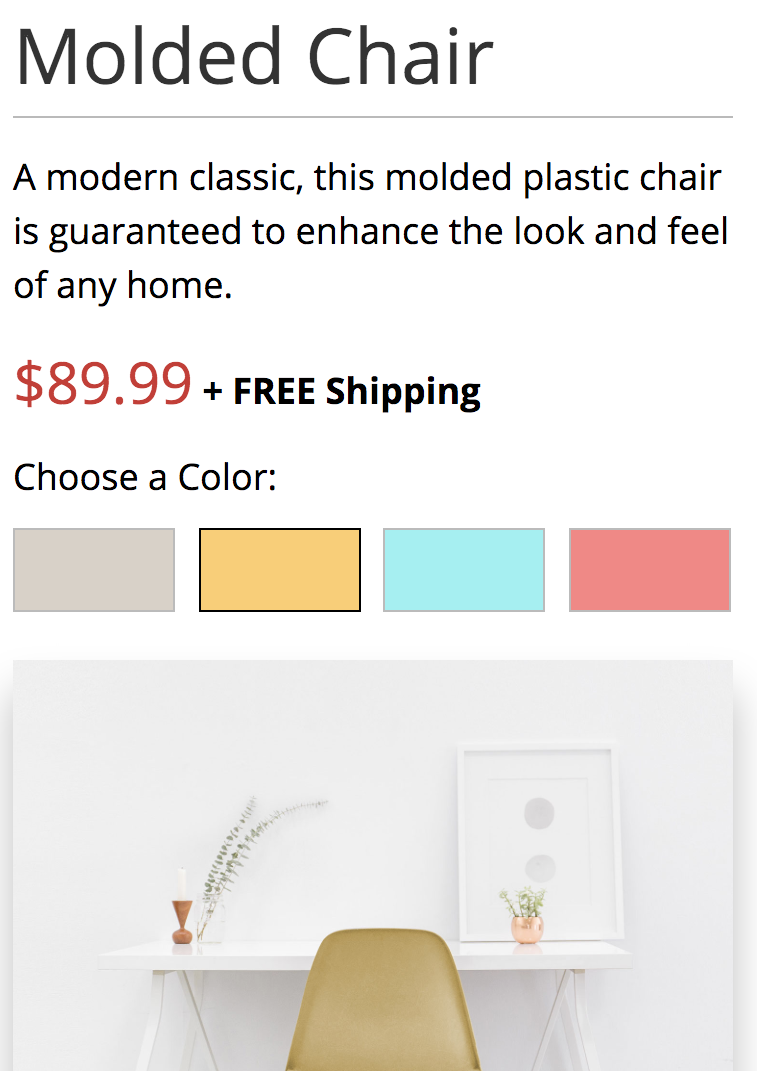 Molded Chair
A modern classic, this molded plastic chair
is guaranteed to enhance the look and feel
of any home.
$89.99 + FREE Shipping
Choose a Color: